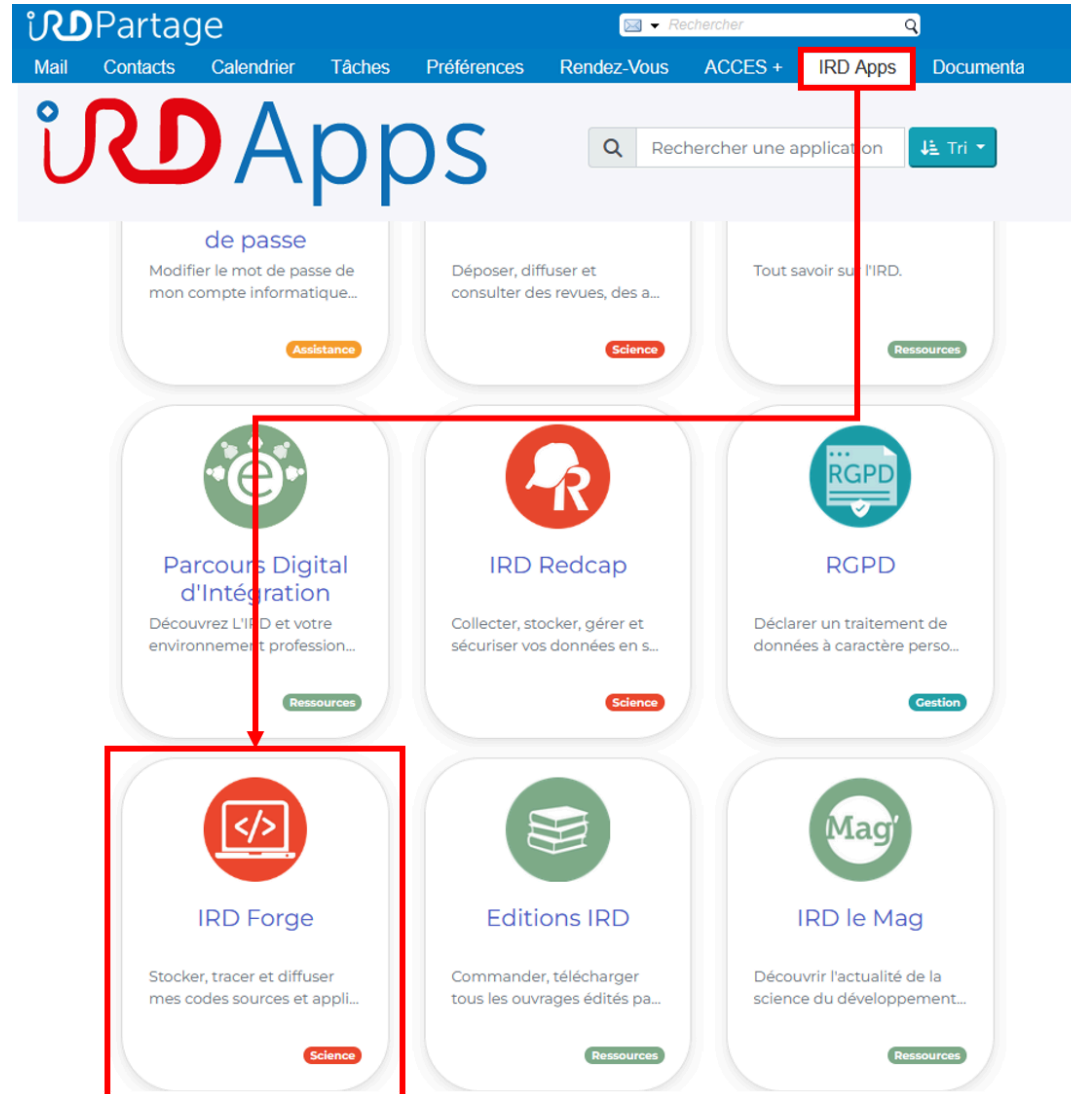 iRDPartage
Rechercher
Mail Contacts Calendrier Tâches Préférences Rendez-Vous ACCES + IRD Apps Documenta
iRD Apps
Rechercher une application
Tri
de passe
Modifier le mot de passe de
mon compte informatique...
Assistance
Déposer, diffuser et
consulter des revues, des a...
Science
Tout savoir sur l'IRD.
Ressources
e
Parcours Digital
d'Intégration
Découvrez L'IRD et votre
environnement profession...
Ressources
R
IRD Redcap
Collecter, stocker, gérer et
sécuriser vos données en s...
Science
RGPD
RGPD
Déclarer un traitement de
données à caractère perso...
Gestion
</>
IRD Forge
Stocker, tracer et diffuser
mes codes sources et appli...
Science
Editions IRD
Commander, télécharger
tous les ouvrages édités pa...
Ressources
Mag'
IRD le Mag
Découvrir l'actualité de la
science du développement...
Ressources